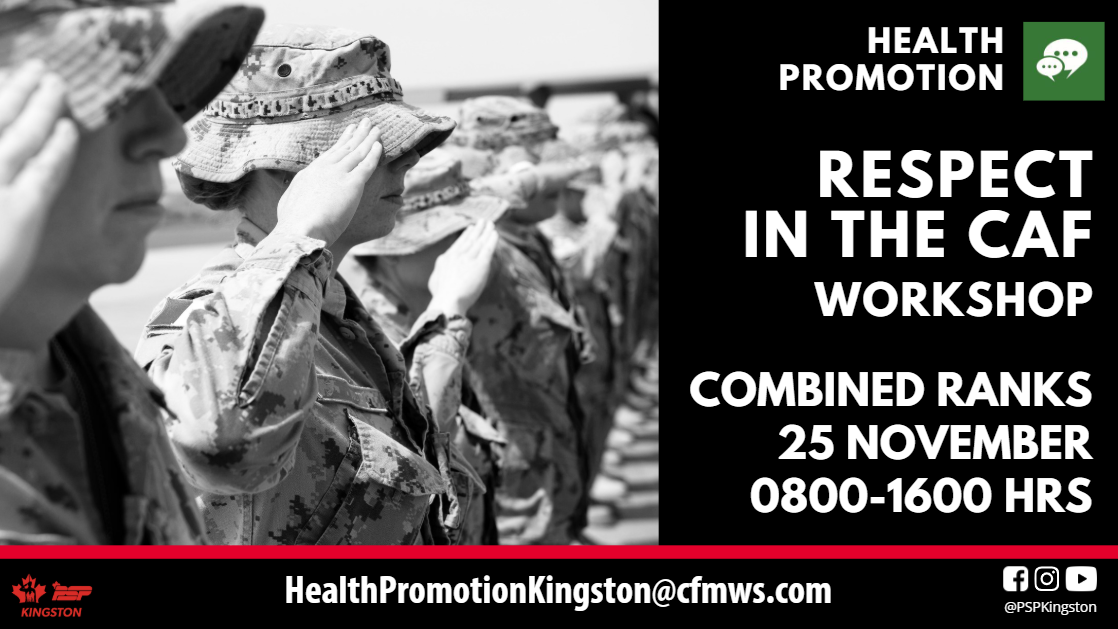 HEALTH
PROMOTION
RESPECT
IN THE CAF
WORKSHOP
COMBINED RANKS
25 NOVEMBER
0800-1600 HRS
PSP
KINGSTON
HealthPromotionKingston@cfmws.com
@PSPKingston